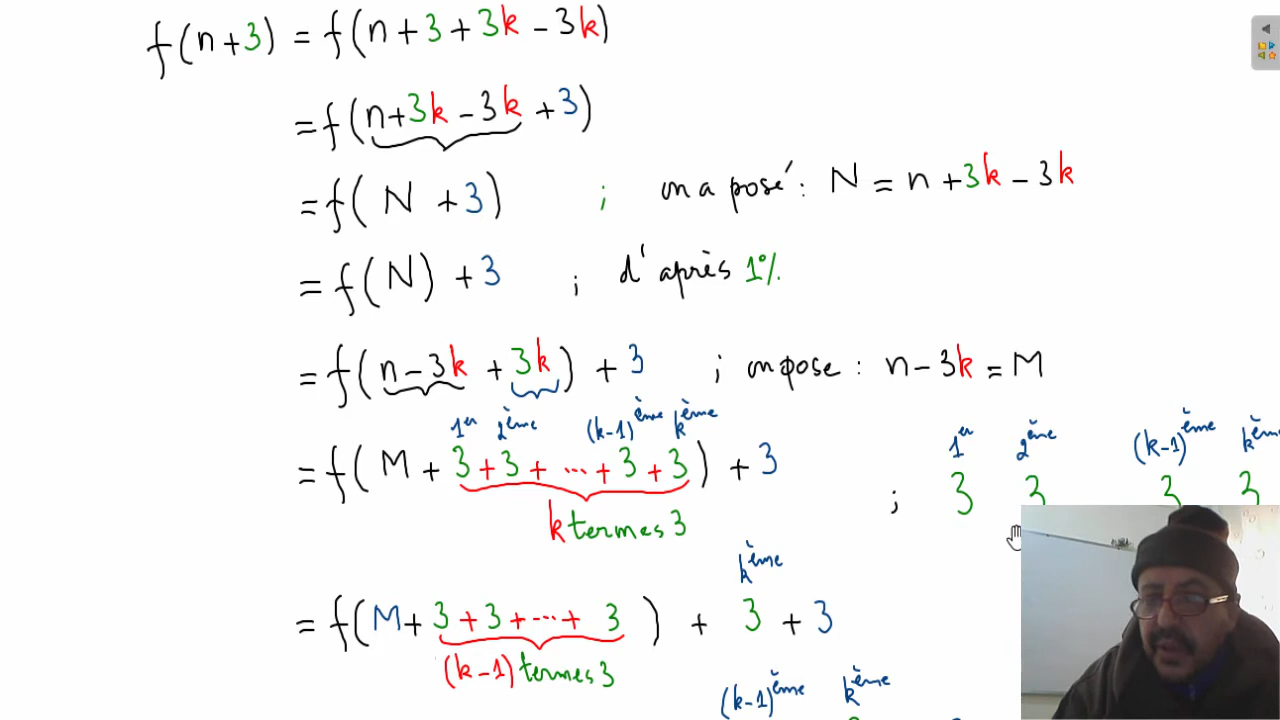 f(n+3) = f(n+3+3k-3k)
= f(n+3k-3k+3)
= f(N+3) ; on a posé : N = n+3k-3k
= f(N)+3 ; d'après 1°/.
= f(n-3k+3k)+3 ; on pose : n-3k = M
1er 2ème (k-1)ème kème
= f(M+3+3+...+3+3)+3
k termes 3
1er 2ème (k-1)ème kème
; 3 3 3 3
kème
= f(M+3+3+...+ 3) + 3+3
(k-1) termes 3
(k-1)ème kème